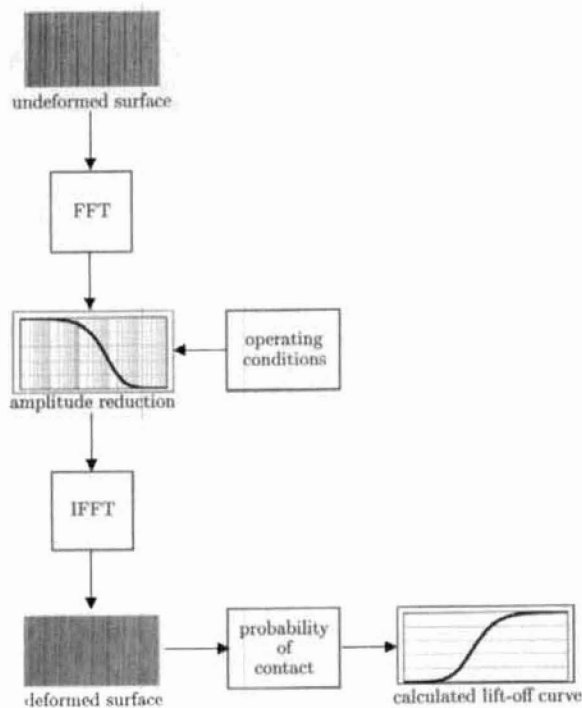 undeformed surface
FFT
operating
conditions
amplitude reduction
IFFT
probability
of
contact
deformed surface
calculated lift-off curve